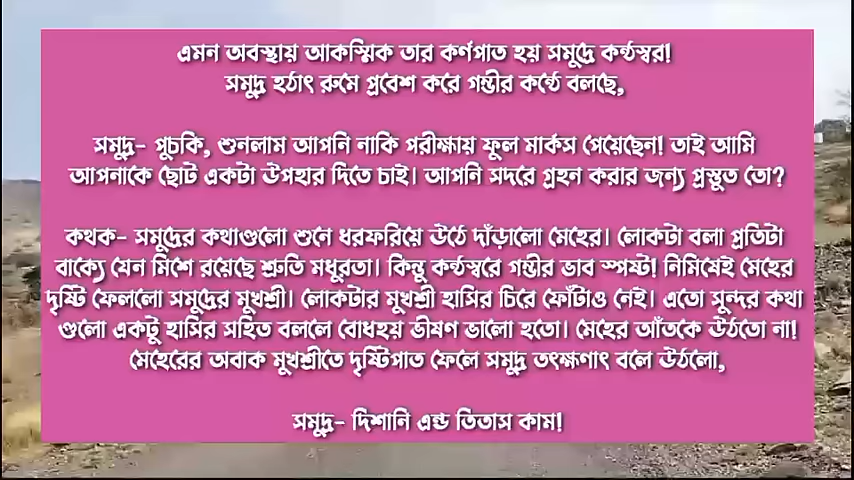 এমন অবস্থায় আকস্মিক তার কর্ণপাত হয় সমুদ্রে কন্ঠস্বর!
সমুদ্র হঠাৎ রুমে প্রবেশ করে গম্ভীর কন্ঠে বলছে,
সমুদ্র- পুচকি, শুনলাম আপনি নাকি পরীক্ষায় ফুল মার্কস পেয়েছেন! তাই আমি
আপনাকে ছোট একটা উপহার দিতে চাই। আপনি সদরে গ্রহন করার জন্য প্রস্তুত তো?
কথক- সমুদ্রের কথাগুলো শুনে ধরফরিয়ে উঠে দাঁড়ালো মেহের। লোকটা বলা প্রতিটা
বাক্যে যেন মিশে রয়েছে শ্রুতি মধুরতা। কিন্তু কন্ঠস্বরে গম্ভীর ভাব স্পষ্ট! নিমিষেই মেহের
দৃষ্টি ফেললো সমুদ্রের মুখশ্রী। লোকটার মুখশ্রী হাসির চিরে ফোঁটাও নেই। এতো সুন্দর কথা
গুলো একটু হাসির সহিত বললে বোধহয় ভীষণ ভালো হতো। মেহের আঁতকে উঠতো না!
মেহেরের অবাক মুখশ্রীতে দৃষ্টিপাত ফেলে সমুদ্র তৎক্ষণাৎ বলে উঠলো,
সমুদ্র- দিশানি এন্ড তিতাস কাম!